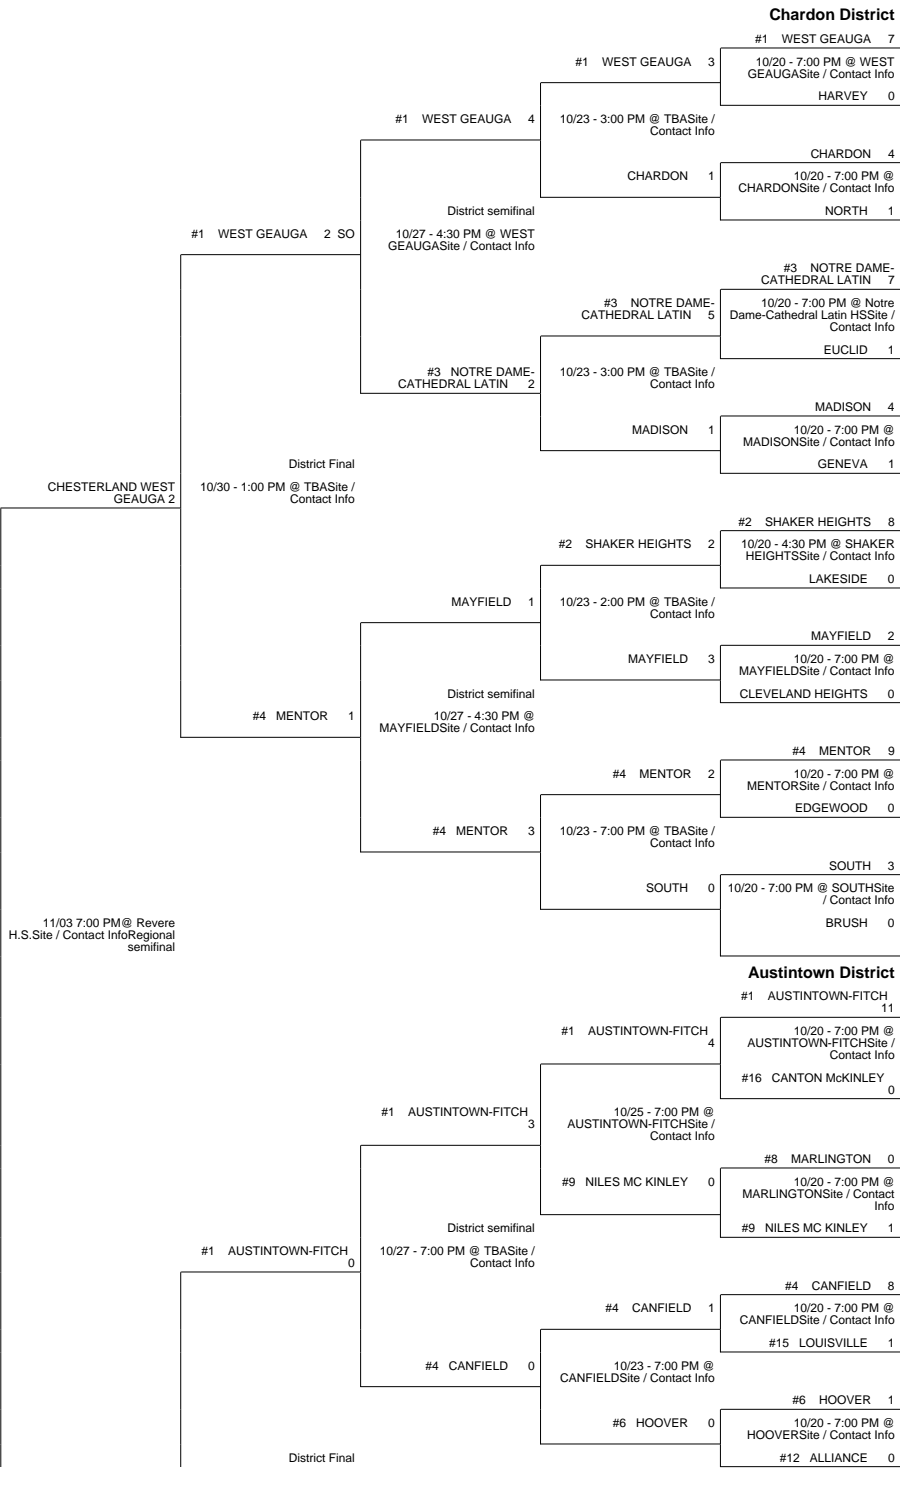 Chardon District
#1 WEST GEAUGA 7
#1 WEST GEAUGA 3
10/20 - 7:00 PM @ WEST
GEAUGASite / Contact Info
HARVEY 0
#1 WEST GEAUGA 4
10/23 - 3:00 PM @ TBASite /
Contact Info
CHARDON 4
CHARDON 1
10/20 - 7:00 PM @
CHARDONSite / Contact Info
NORTH 1
District semifinal
#1 WEST GEAUGA 2 SO
10/27 - 4:30 PM @ WEST
GEAUGASite / Contact Info
#3 NOTRE DAME-
CATHEDRAL LATIN 7
#3 NOTRE DAME-
CATHEDRAL LATIN 5
10/20 - 7:00 PM @ Notre
Dame-Cathedral Latin HSSite /
Contact Info
EUCLID 1
#3 NOTRE DAME-
CATHEDRAL LATIN 2
10/23 - 3:00 PM @ TBASite /
Contact Info
MADISON 4
MADISON 1
10/20 - 7:00 PM @
MADISONSite / Contact Info
GENEVA 1
District Final
CHESTERLAND WEST
GEAUGA 2
10/30 - 1:00 PM @ TBASite /
Contact Info
#2 SHAKER HEIGHTS 8
#2 SHAKER HEIGHTS 2
10/20 - 4:30 PM @ SHAKER
HEIGHTSSite / Contact Info
LAKESIDE 0
MAYFIELD 1
10/23 - 2:00 PM @ TBASite /
Contact Info
MAYFIELD 2
MAYFIELD 3
10/20 - 7:00 PM @
MAYFIELDSite / Contact Info
CLEVELAND HEIGHTS 0
District semifinal
#4 MENTOR 1
10/27 - 4:30 PM @
MAYFIELDSite / Contact Info
#4 MENTOR 9
#4 MENTOR 2
10/20 - 7:00 PM @
MENTORSite / Contact Info
EDGEWOOD 0
#4 MENTOR 3
10/23 - 7:00 PM @ TBASite /
Contact Info
SOUTH 3
SOUTH 0
10/20 - 7:00 PM @ SOUTHSite
/ Contact Info
BRUSH 0
11/03 7:00 PM@ Revere
H.S.Site / Contact InfoRegional
semifinal
Austintown District
#1 AUSTINTOWN-FITCH
11
#1 AUSTINTOWN-FITCH
4
10/20 - 7:00 PM @
AUSTINTOWN-FITCHSite /
Contact Info
#16 CANTON McKINLEY
0
#1 AUSTINTOWN-FITCH
3
10/25 - 7:00 PM @
AUSTINTOWN-FITCHSite /
Contact Info
#8 MARLINGTON 0
#9 NILES MC KINLEY 0
10/20 - 7:00 PM @
MARLINGTONSite / Contact
Info
#9 NILES MC KINLEY 1
District semifinal
#1 AUSTINTOWN-FITCH
0
10/27 - 7:00 PM @ TBASite /
Contact Info
#4 CANFIELD 8
#4 CANFIELD 1
10/20 - 7:00 PM @
CANFIELDSite / Contact Info
#15 LOUISVILLE 1
#4 CANFIELD 0
10/23 - 7:00 PM @
CANFIELDSite / Contact Info
#6 HOOVER 1
#6 HOOVER 0
10/20 - 7:00 PM @
HOOVERSite / Contact Info
#12 ALLIANCE 0
District Final